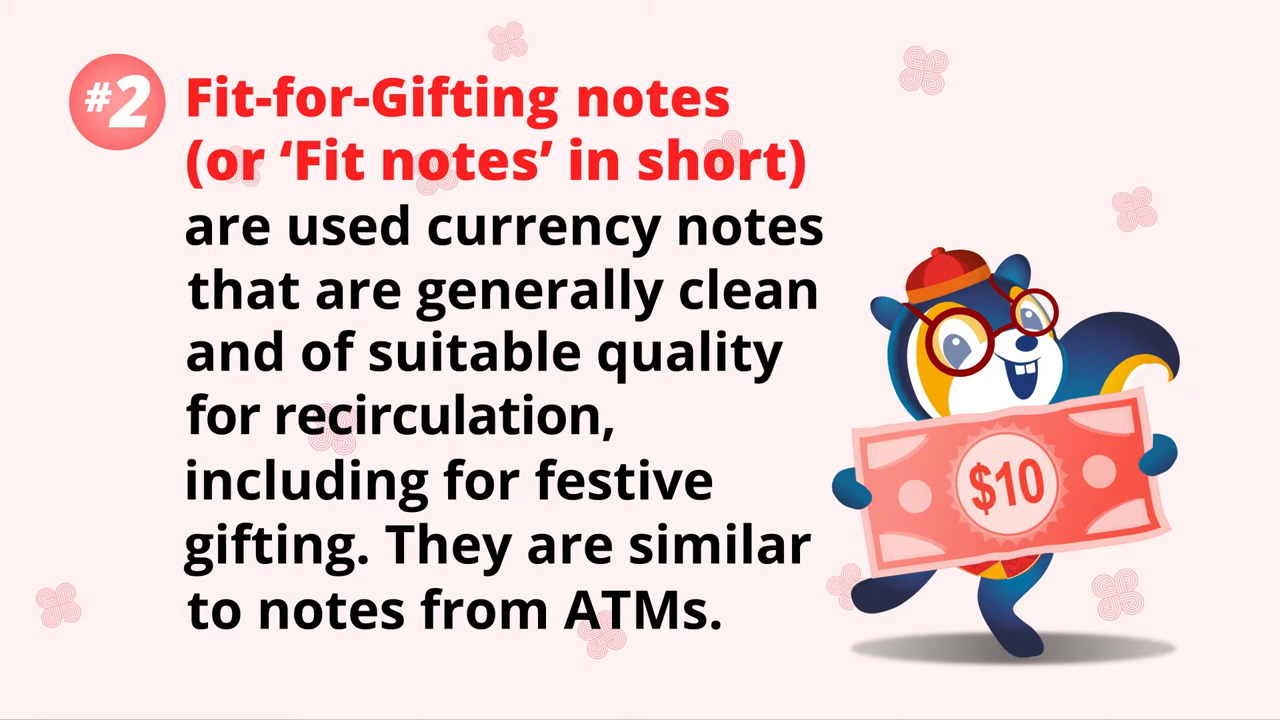 #2
Fit-for-Gifting notes
(or ‘Fit notes’ in short)
are used currency notes
that are generally clean
and of suitable quality
for recirculation,
including for festive
gifting. They are similar
to notes from ATMs.
$10